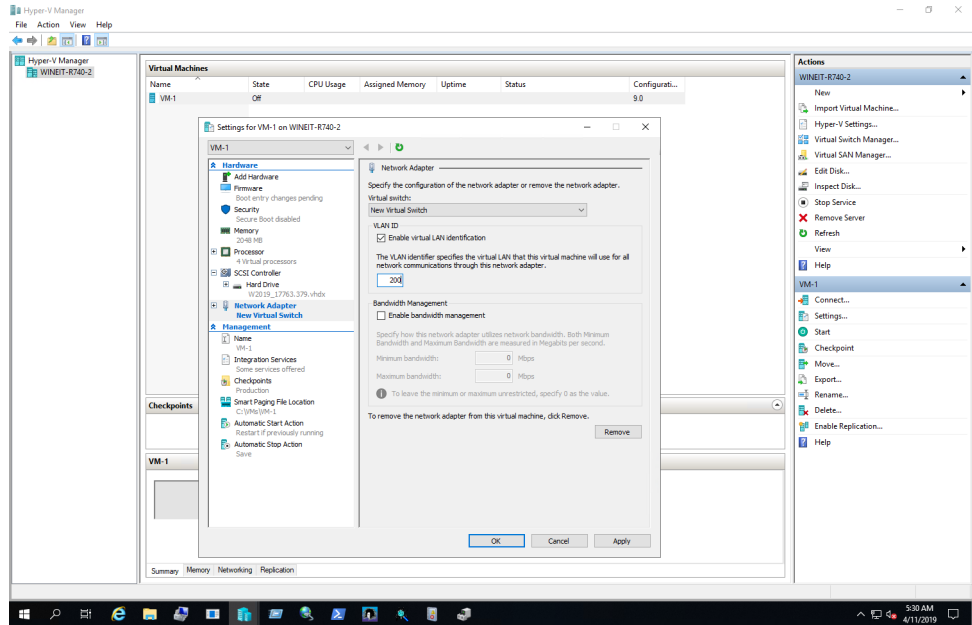 Hyper-V Manager
File Action View Help
Hyper-V Manager
WINEIT-R740-2
Virtual Machines
Name State CPU Usage Assigned Memory Uptime Status Configurati...
VM-1 Off 9.0
Settings for VM-1 on WINEIT-R740-2
VM-1
Hardware
Add Hardware
Firmware
Boot entry changes pending
Security
Secure Boot disabled
Memory
2048 MB
Processor
4 Virtual processors
SCSI Controller
Hard Drive
W2019_17763.379.vhdx
Network Adapter
New Virtual Switch
Management
Name
VM-1
Integration Services
Some services offered
Checkpoints
Production
Smart Paging File Location
C:\VMs\VM-1
Automatic Start Action
Restart if previously running
Automatic Stop Action
Save
Network Adapter
Specify the configuration of the network adapter or remove the network adapter.
Virtual switch:
New Virtual Switch
VLAN ID
Enable virtual LAN identification
The VLAN identifier specifies the virtual LAN that this virtual machine will use for all
network communications through this network adapter.
200
Bandwidth Management
Enable bandwidth management
Specify how this network adapter utilizes network bandwidth. Both Minimum
Bandwidth and Maximum Bandwidth are measured in Megabits per second.
Minimum bandwidth: 0 Mbps
Maximum bandwidth: 0 Mbps
To leave the minimum or maximum unrestricted, specify 0 as the value.
To remove the network adapter from this virtual machine, click Remove.
Remove
OK Cancel Apply
Checkpoints
VM-1
Summary Memory Networking Replication
Actions
WINEIT-R740-2
New
Import Virtual Machine...
Hyper-V Settings...
Virtual Switch Manager...
Virtual SAN Manager...
Edit Disk...
Inspect Disk...
Stop Service
Remove Server
Refresh
View
Help
VM-1
Connect...
Settings...
Start
Checkpoint
Move...
Export...
Rename...
Delete...
Enable Replication...
Help
5:30 AM
4/11/2019